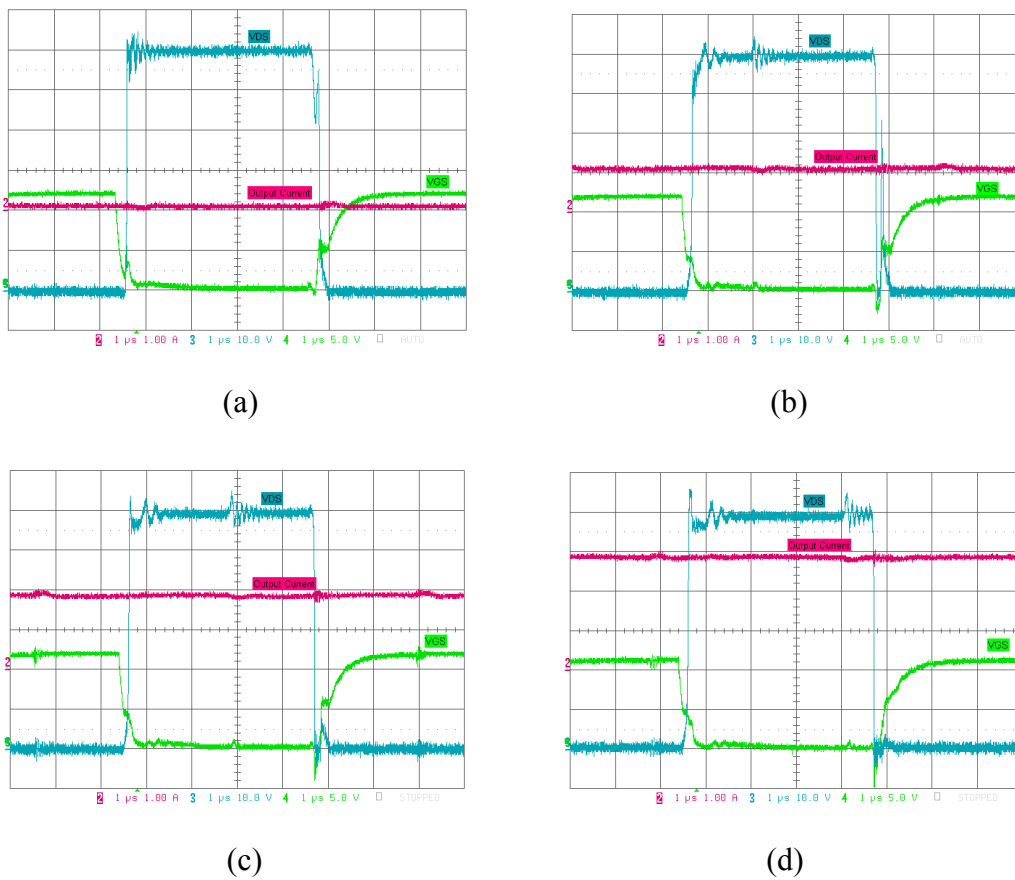 VDS
Output Current
VGS
2
2 1 µs 1.00 A 3 1 µs 10.0 V 4 1 µs 5.0 V □ AUTO
(a)
VDS
Output Current
VGS
2
2 1 µs 1.00 A 3 1 µs 10.0 V 4 1 µs 5.0 V □ AUTO
(b)
VDS
Output Current
VGS
2
2 1 µs 1.00 A 3 1 µs 10.0 V 4 1 µs 5.0 V □ STOPPED
(c)
VDS
Output Current
VGS
2
2 1 µs 1.00 A 3 1 µs 10.0 V 4 1 µs 5.0 V □ STOPPED
(d)